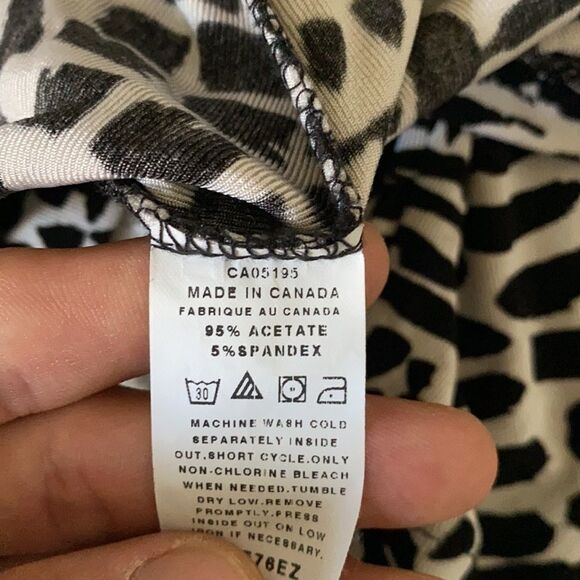 CA05195
MADE IN CANADA
FABRIQUE AU CANADA
95% ACETATE
5%SPANDEX
30
MACHINE WASH COLD
SEPARATELY INSIDE
OUT,SHORT CYCLE.ONLY
NON-CHLORINE BLEACH
WHEN NEEDED.TUMBLE
DRY LOW.REMOVE
PROMPTLY.PRESS
INSIDE OUT ON LOW
IRON IF NECESSARY.
76EZ